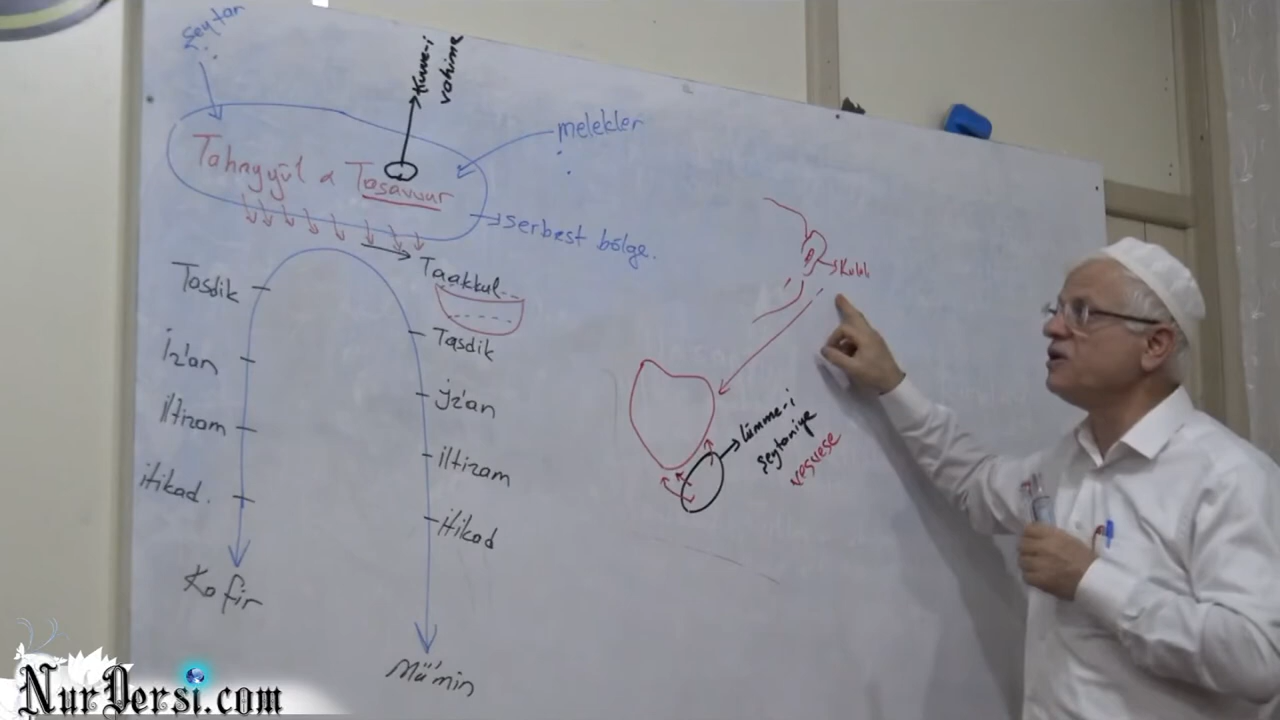 şeytan
Kuvve-i
vahime
melekler
Tahayyül & Tasavvur
serbest bölge.
Taakkul
Tasdik
Tasdik
İz'an
İz'an
iltizam
iltizam
itikad.
itikad
Kafir
Mü'min
Kalb
lümme-i
şeytaniye
vesvese
NurDersi.com